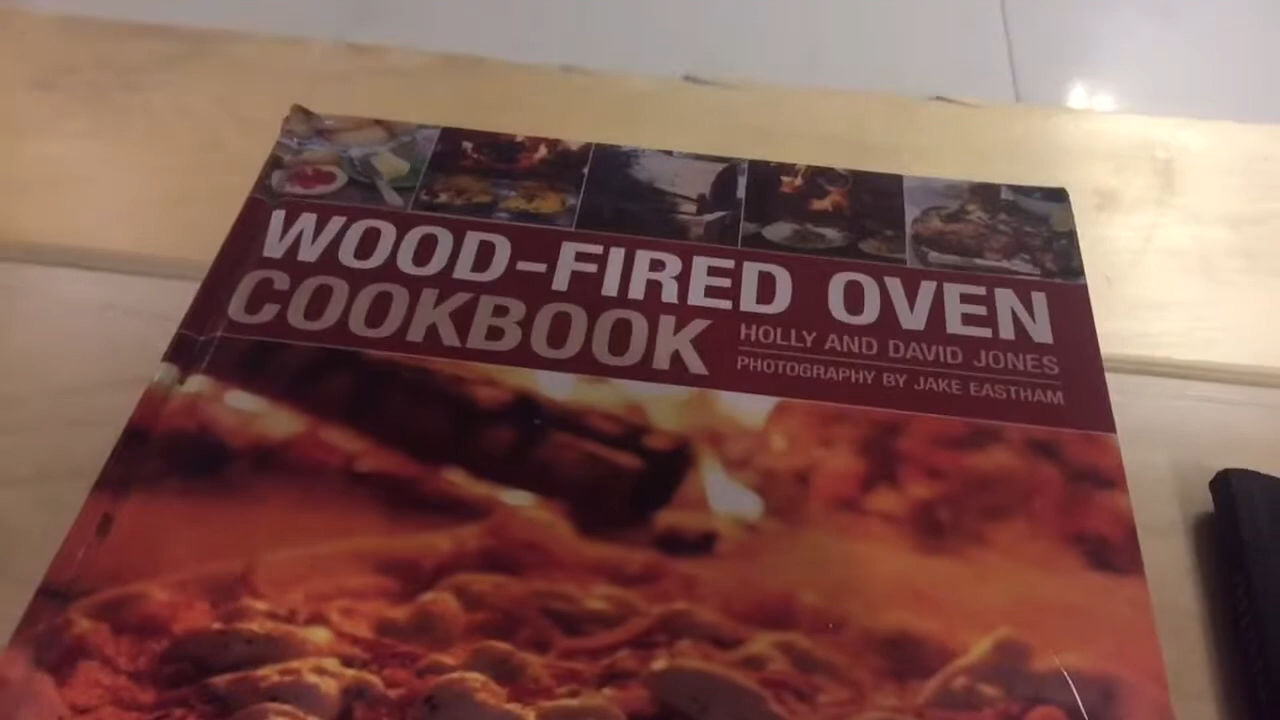 WOOD-FIRED OVEN
COOKBOOK
HOLLY AND DAVID JONES
PHOTOGRAPHY BY JAKE EASTHAM